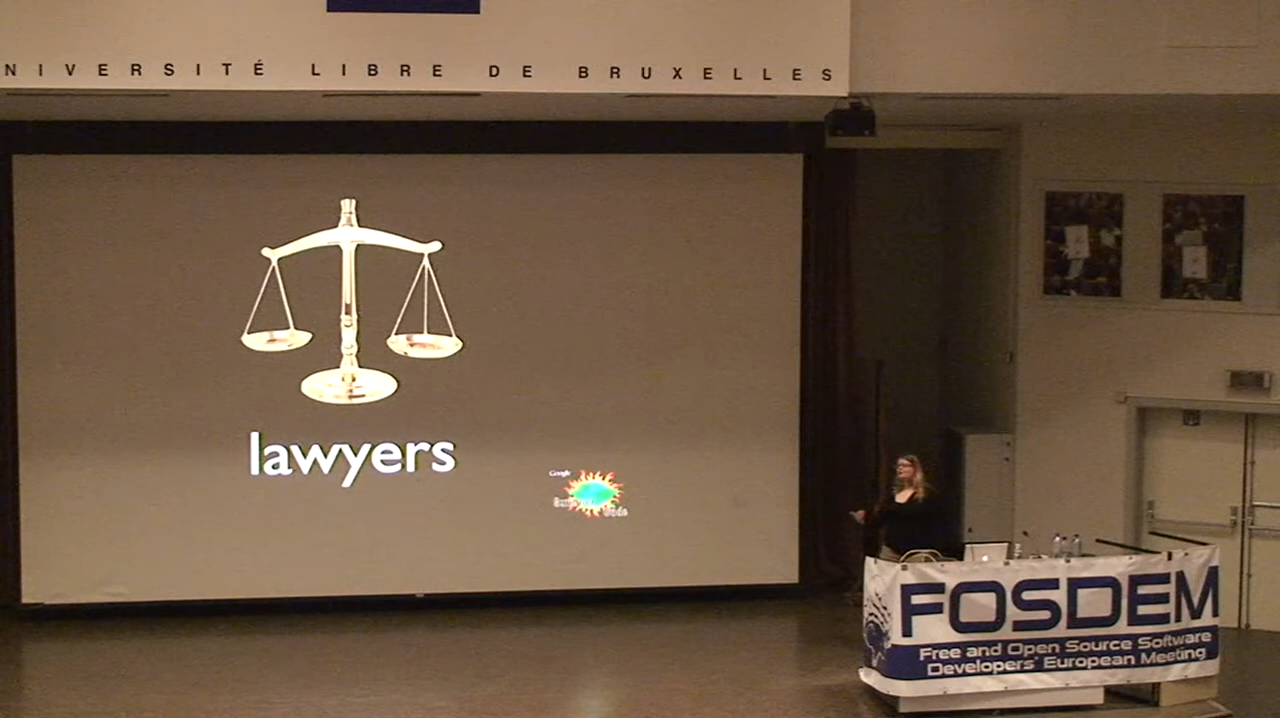 NIVERSITÉ LIBRE DE BRUXELLES
lawyers
Google
FOSDEM
Free and Open Source Software
Developers' European Meeting